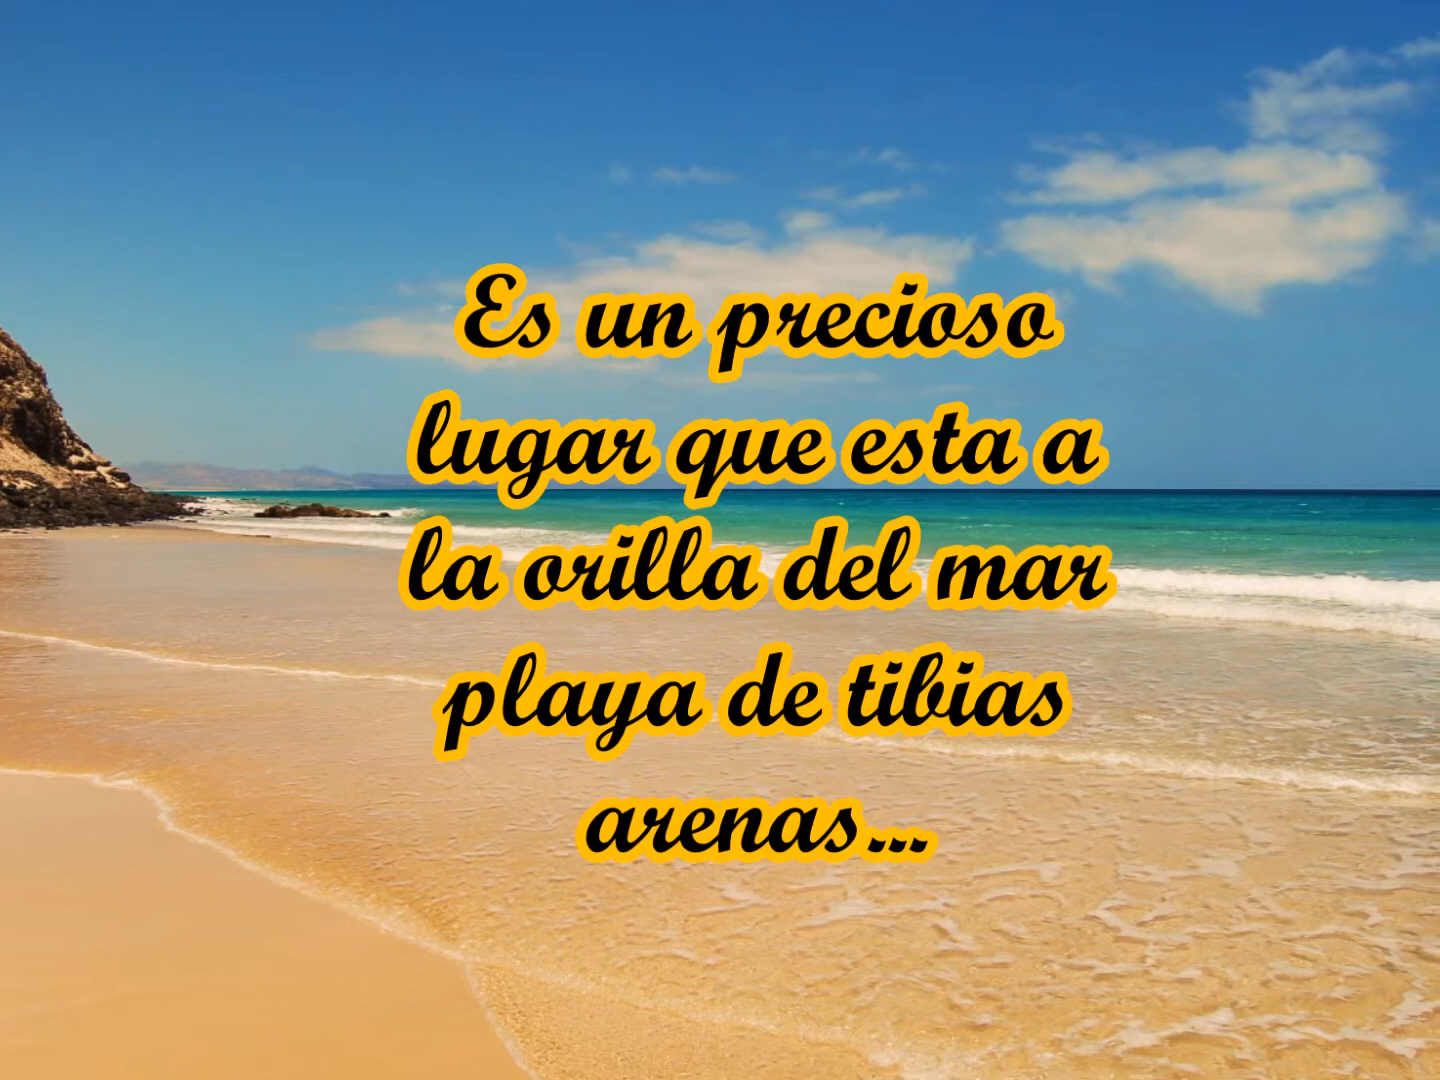 Es un precioso
lugar que esta a
la orilla del mar
playa de tibias
arenas...